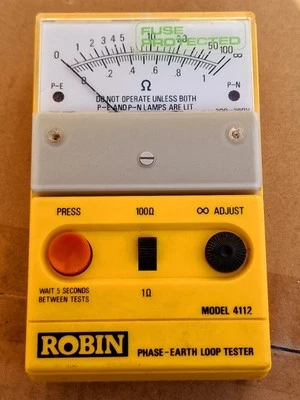 FUSE
PROTECTED
0 1 2 3 4 5 10 30 50 100 ∞
0 .2 .4 .6 .8 1
P-E Ω P-N
DO NOT OPERATE UNLESS BOTH
P-E AND P-N LAMPS ARE LIT
PRESS 100Ω ∞ ADJUST
WAIT 5 SECONDS
BETWEEN TESTS
1Ω
MODEL 4112
ROBIN PHASE-EARTH LOOP TESTER